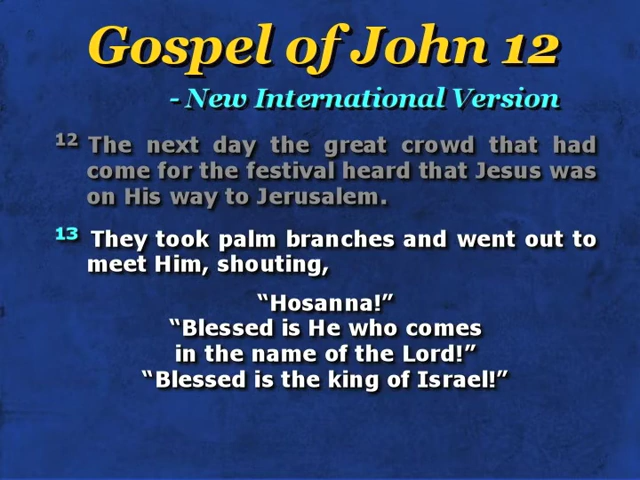 Gospel of John 12
- New International Version
12 The next day the great crowd that had
come for the festival heard that Jesus was
on His way to Jerusalem.
13 They took palm branches and went out to
meet Him, shouting,
“Hosanna!”
“Blessed is He who comes
in the name of the Lord!”
“Blessed is the king of Israel!”